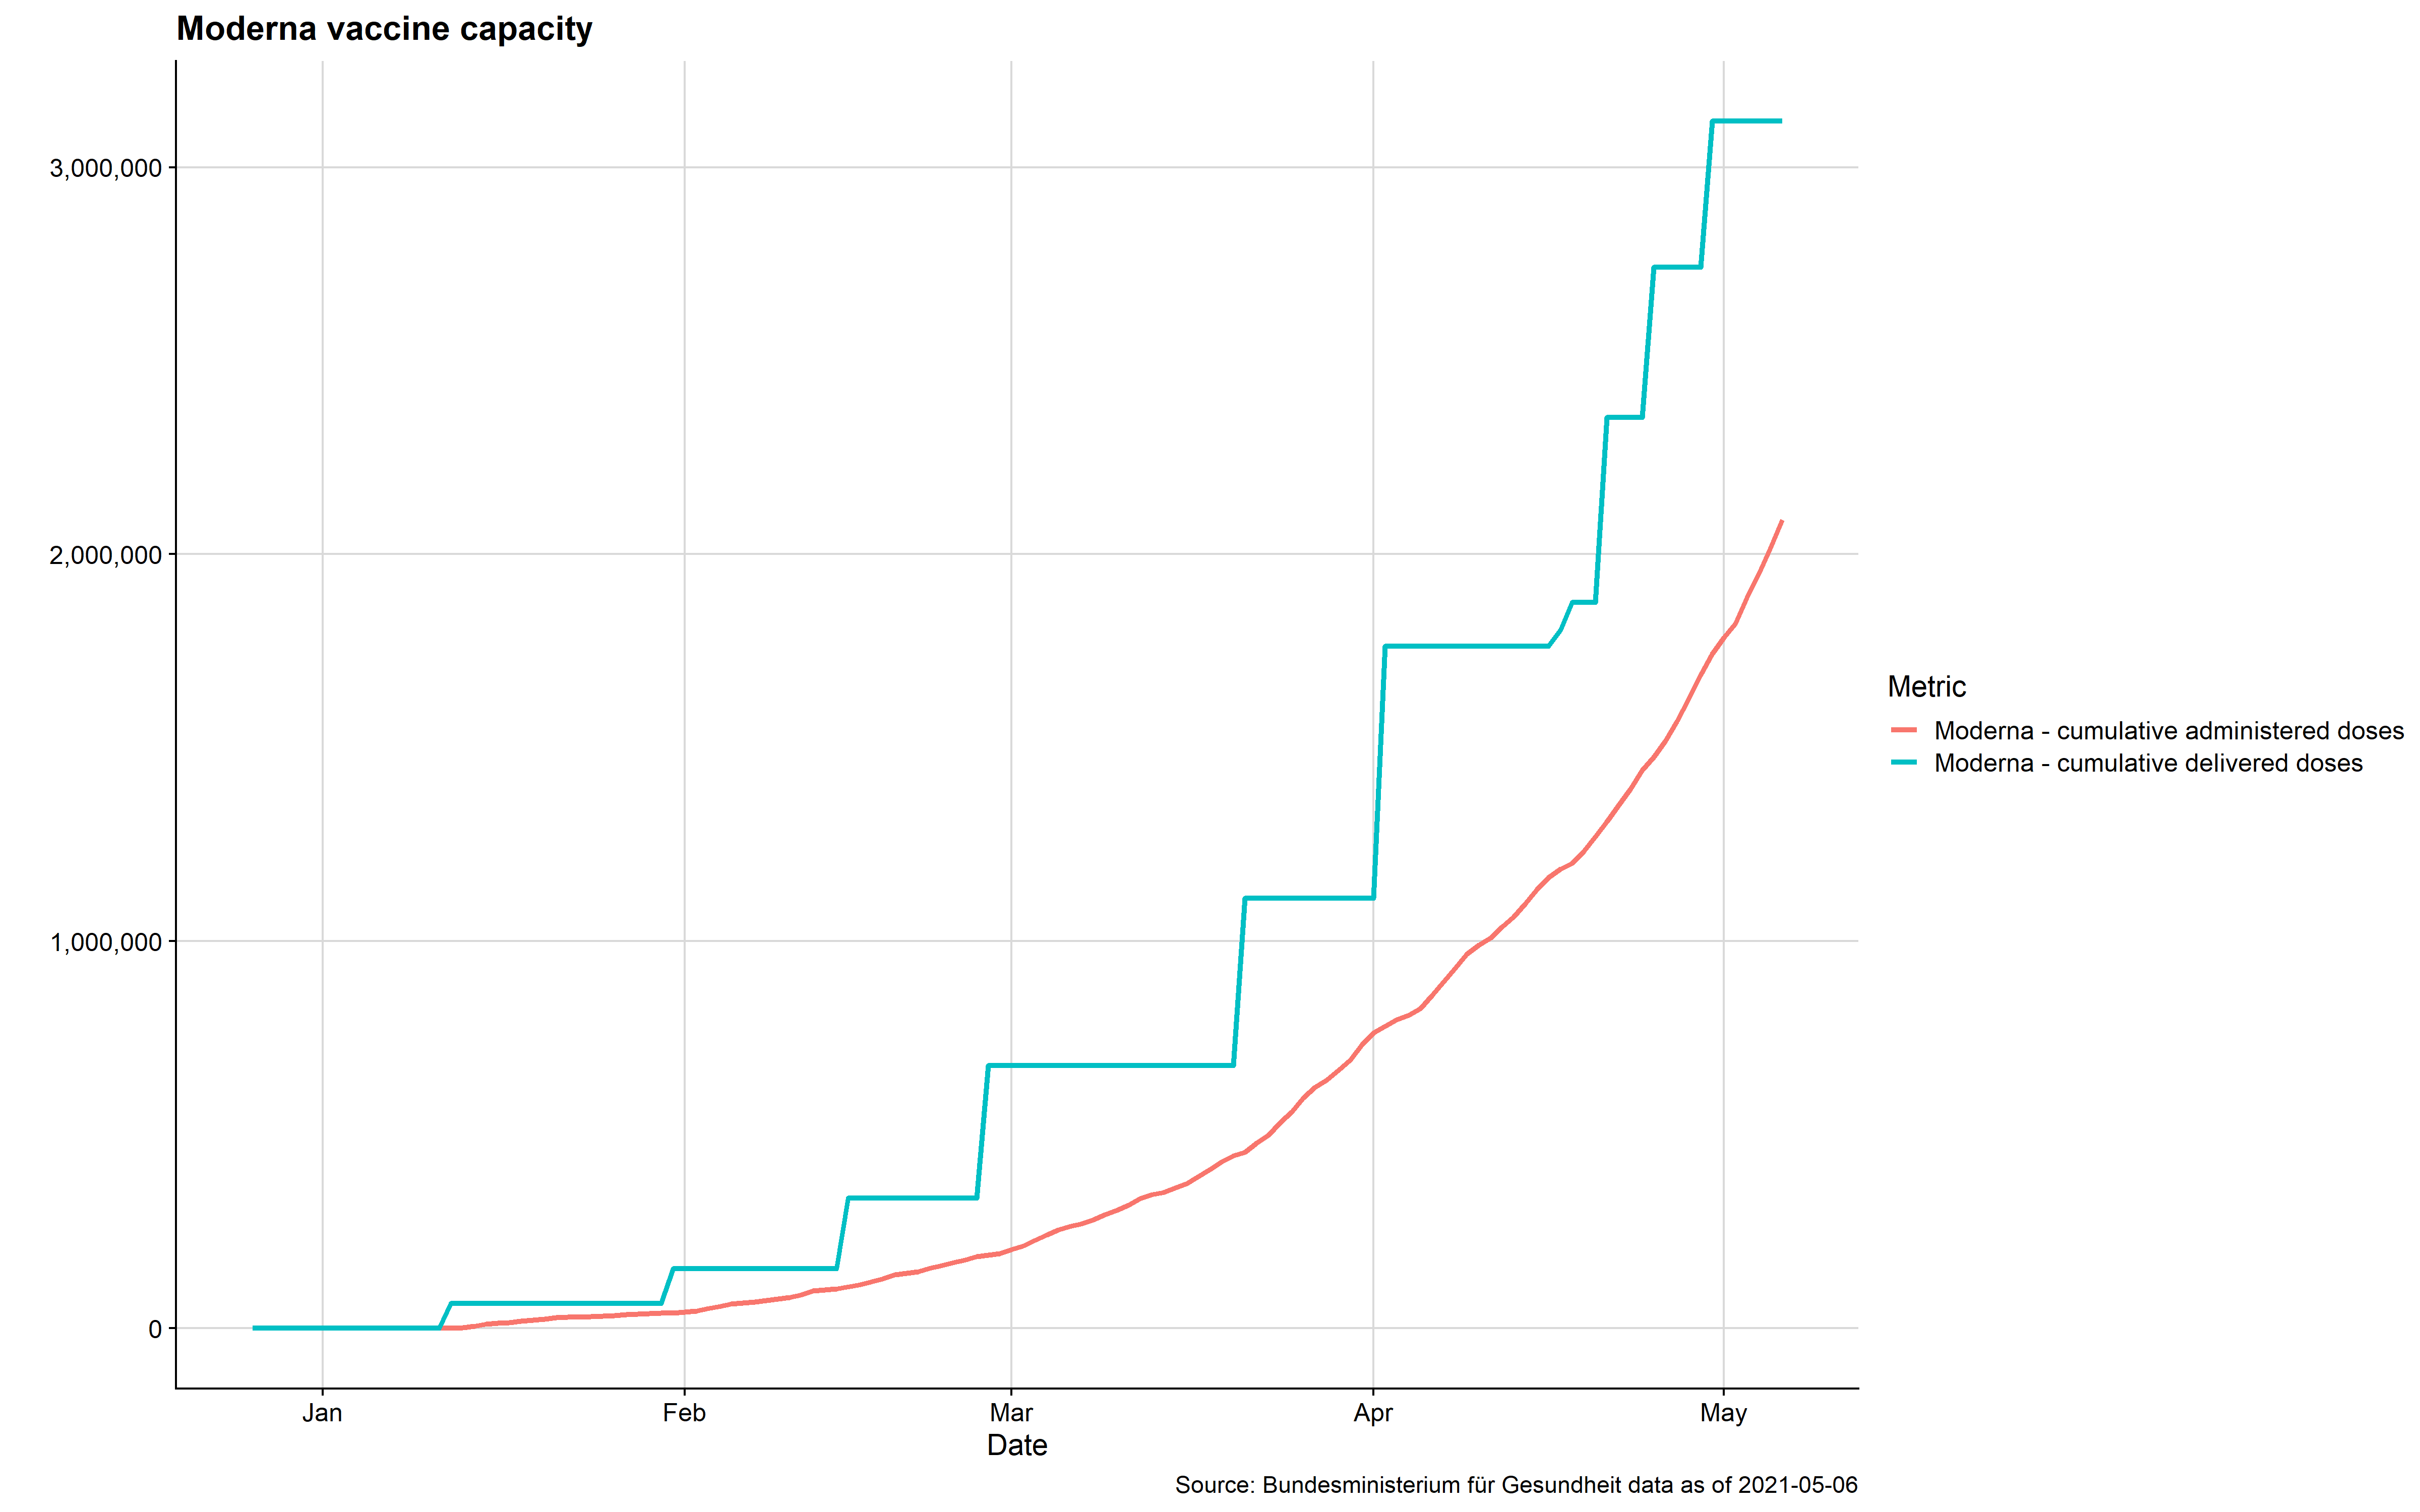 Moderna vaccine capacity
3,000,000
2,000,000
1,000,000
0
Jan Feb Mar Apr May
Date
Metric
Moderna - cumulative administered doses
Moderna - cumulative delivered doses
Source: Bundesministerium für Gesundheit data as of 2021-05-06